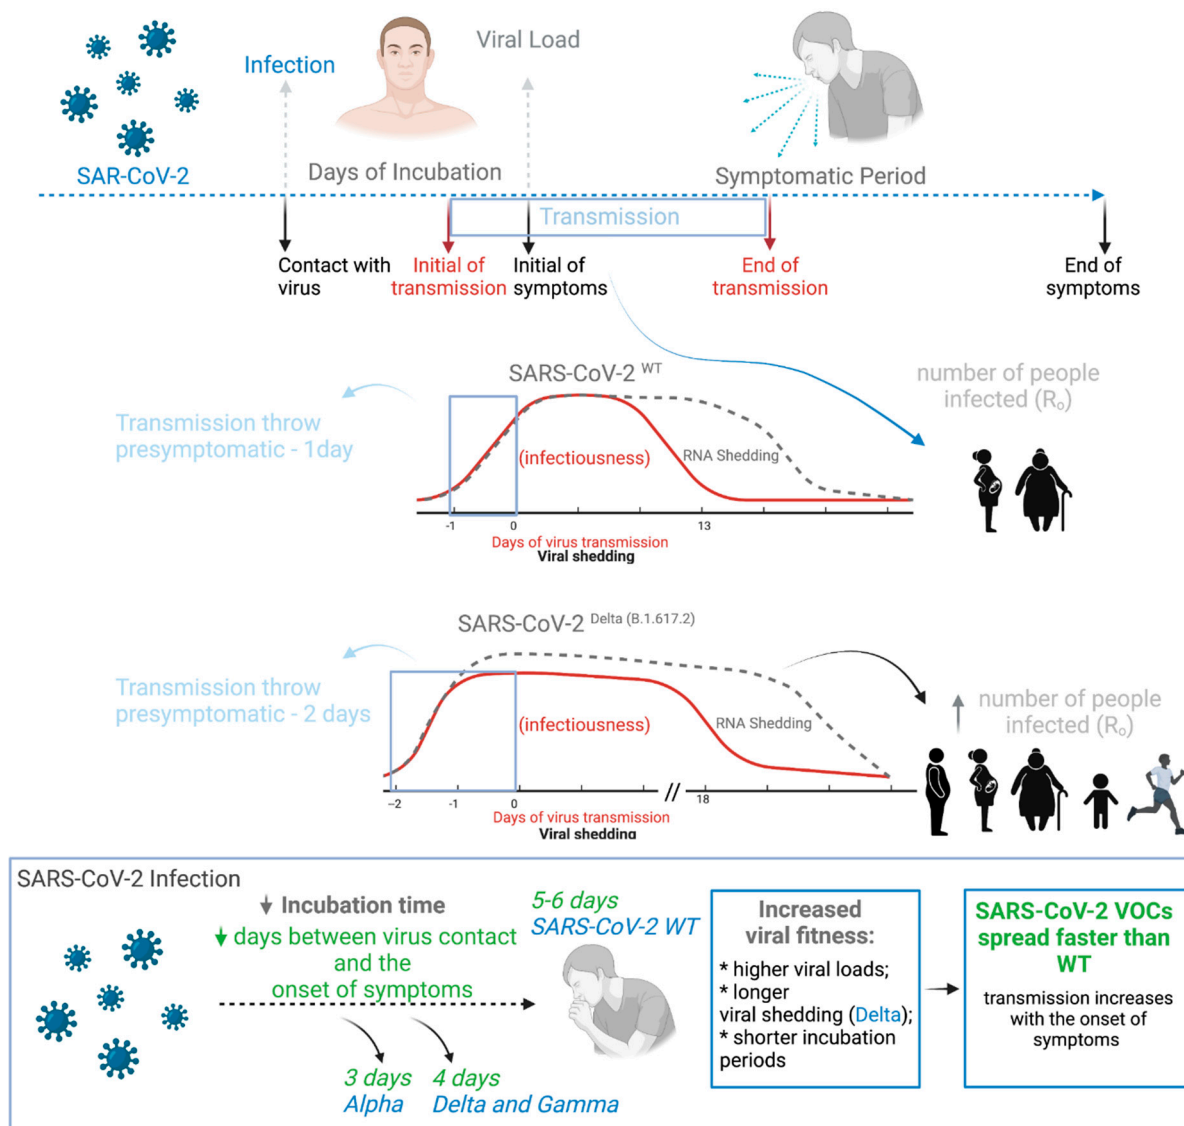 Viral Load
Infection
SAR-CoV-2
Days of Incubation
Symptomatic Period
Transmission
Contact with
virus
Initial of
transmission
Initial of
symptoms
End of
transmission
End of
symptoms
SARS-CoV-2 WT
number of people
infected (Ro)
Transmission throw
presymptomatic - 1day
(infectiousness)
RNA Shedding
-1
0
13
Days of virus transmission
Viral shedding
SARS-CoV-2 Delta (B.1.617.2)
Transmission throw
presymptomatic - 2 days
number of people
infected (Ro)
(infectiousness)
RNA Shedding
-2
-1
0
//
18
Days of virus transmission
Viral shedding
SARS-CoV-2 Infection
Incubation time
days between virus contact
and the
onset of symptoms
5-6 days
SARS-CoV-2 WT
3 days
Alpha
4 days
Delta and Gamma
Increased
viral fitness:
* higher viral loads;
* longer
viral shedding (Delta);
* shorter incubation
periods
SARS-CoV-2 VOCs
spread faster than
WT
transmission increases
with the onset of
symptoms